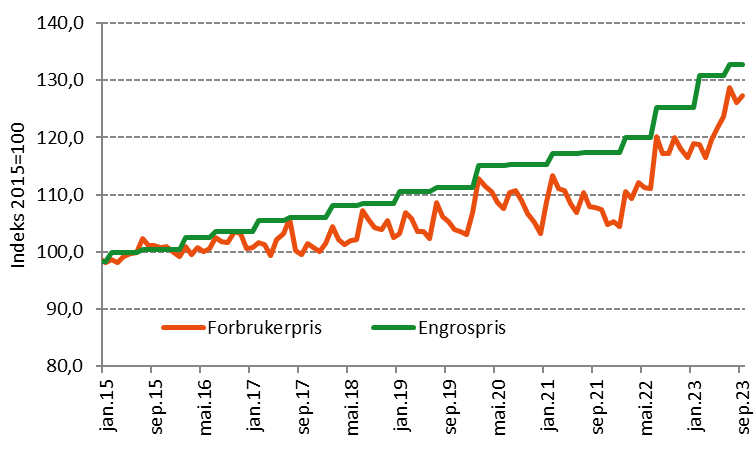 140,0
130,0
120,0
110,0
100,0
90,0
80,0
Indeks 2015=100
Forbrukerpris
Engrospris
jan.15
sep.15
mai.16
jan.17
sep.17
mai.18
jan.19
sep.19
mai.20
jan.21
sep.21
mai.22
jan.23
sep.23